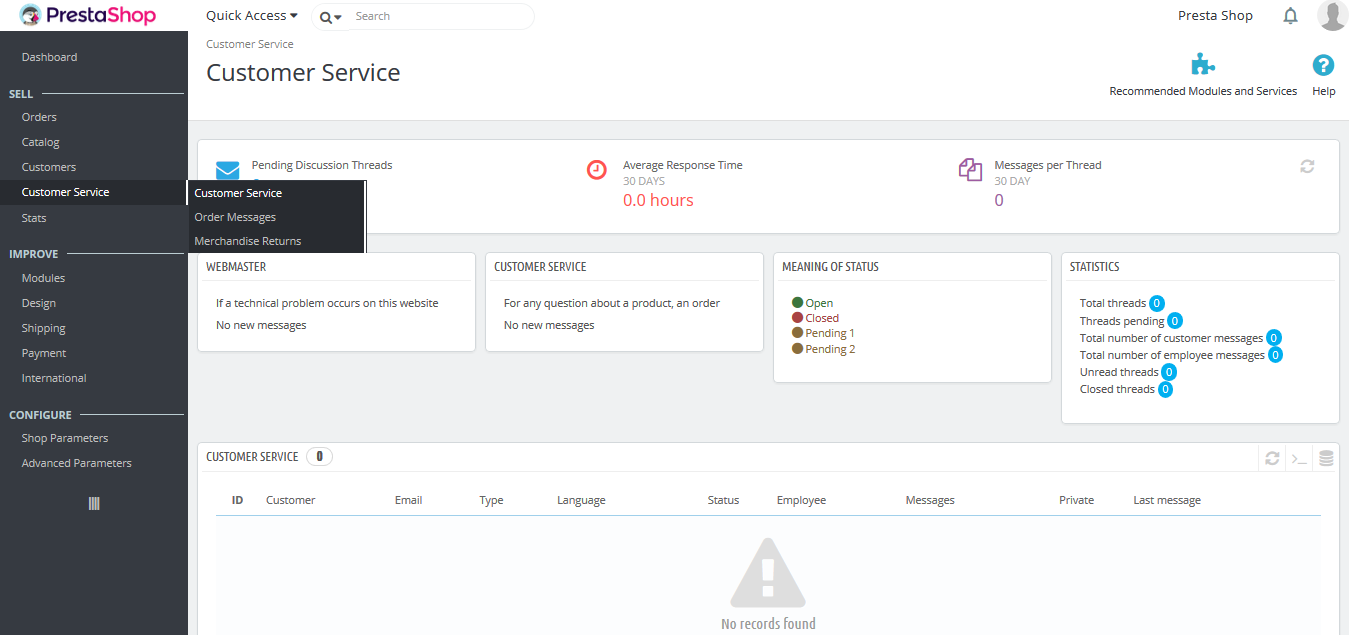 PrestaShop
Quick Access
Search
Presta Shop
Customer Service
Customer Service
Recommended Modules and Services
Help
Dashboard
SELL
Orders
Catalog
Customers
Customer Service
Stats
Customer Service
Order Messages
Merchandise Returns
IMPROVE
Modules
Design
Shipping
Payment
International
CONFIGURE
Shop Parameters
Advanced Parameters
Pending Discussion Threads
Average Response Time
30 DAYS
0.0 hours
Messages per Thread
30 DAY
0
WEBMASTER
If a technical problem occurs on this website
No new messages
CUSTOMER SERVICE
For any question about a product, an order
No new messages
MEANING OF STATUS
Open
Closed
Pending 1
Pending 2
STATISTICS
Total threads 0
Threads pending 0
Total number of customer messages 0
Total number of employee messages 0
Unread threads 0
Closed threads 0
CUSTOMER SERVICE 0
ID Customer Email Type Language Status Employee Messages Private Last message
No records found